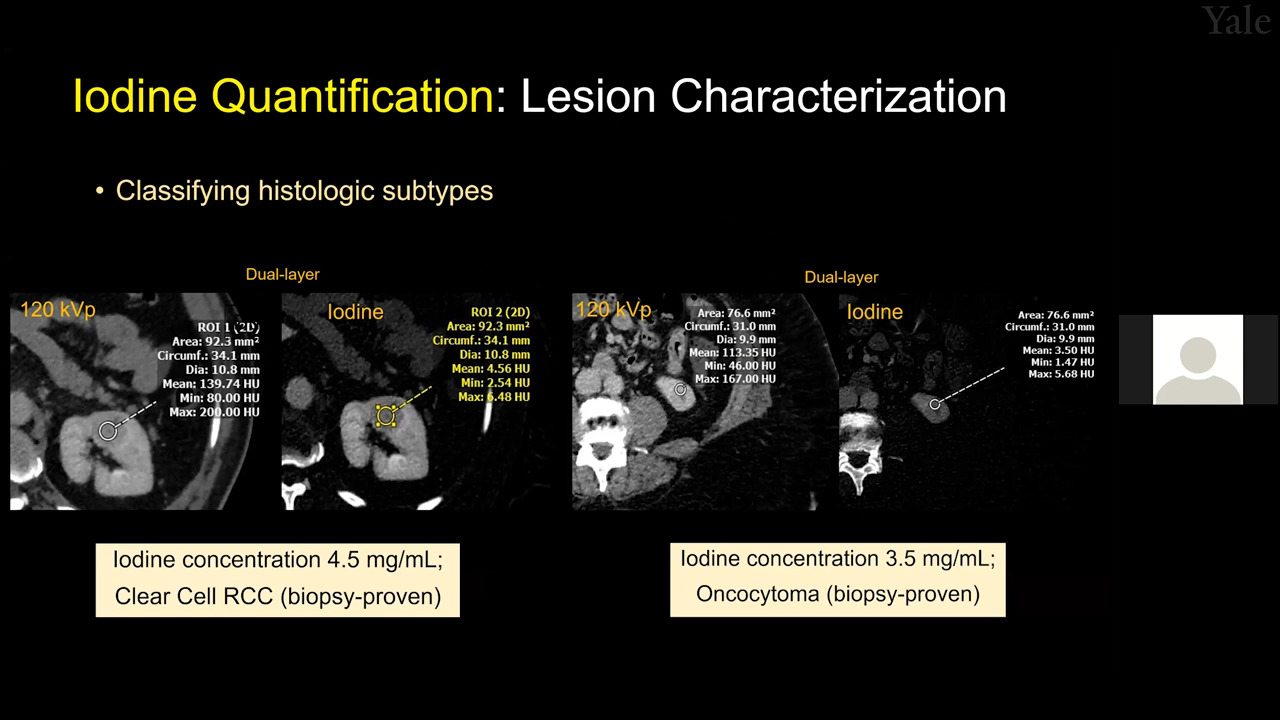 Yale
Iodine Quantification: Lesion Characterization
• Classifying histologic subtypes
Dual-layer
120 kVp
ROI 1 (2D)
Area: 92.3 mm²
Circumf.: 34.1 mm
Dia: 10.8 mm
Mean: 139.74 HU
Min: 80.00 HU
Max: 200.00 HU
Iodine
ROI 2 (2D)
Area: 92.3 mm²
Circumf.: 34.1 mm
Dia: 10.8 mm
Mean: 4.56 HU
Min: 2.54 HU
Max: 6.48 HU
Iodine concentration 4.5 mg/mL;
Clear Cell RCC (biopsy-proven)
Dual-layer
120 kVp
Area: 76.6 mm²
Circumf.: 31.0 mm
Dia: 9.9 mm
Mean: 113.35 HU
Min: 46.00 HU
Max: 167.00 HU
Iodine
Area: 76.6 mm²
Circumf.: 31.0 mm
Dia: 9.9 mm
Mean: 3.50 HU
Min: 1.47 HU
Max: 5.68 HU
Iodine concentration 3.5 mg/mL;
Oncocytoma (biopsy-proven)